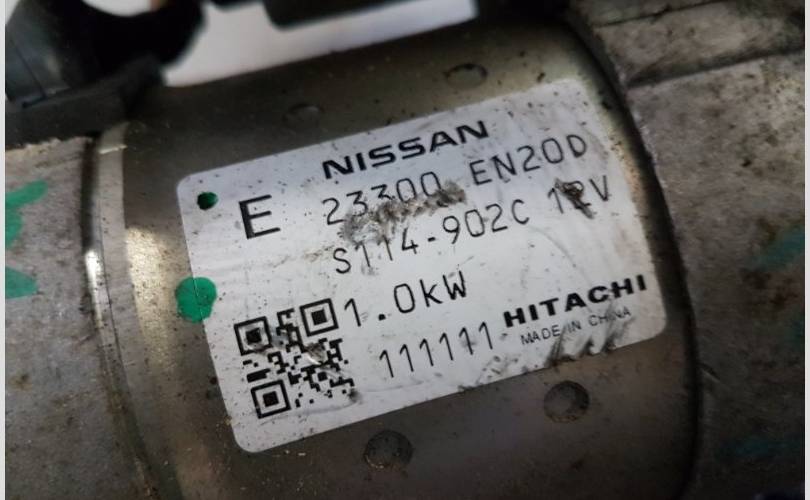 NISSAN
E 23300 EN20D
S114-902C 12V
1.0kW
111111 HITACHI
MADE IN CHINA